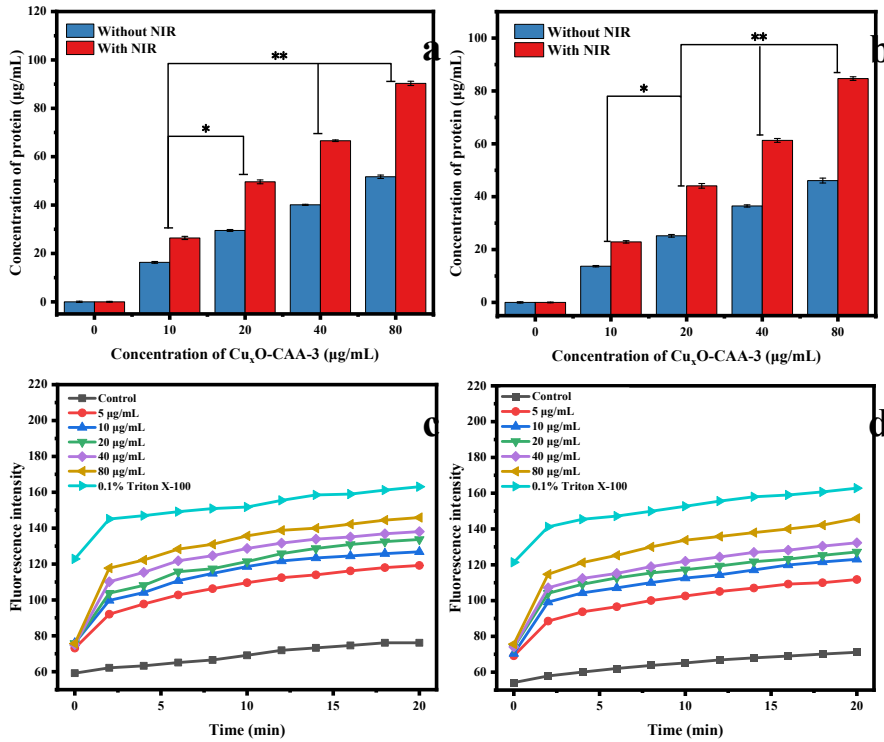 120
100
80
60
40
20
0
Concentration of protein (μg/mL)
Without NIR
With NIR
*
**
a
0
10
20
40
80
Concentration of CuxO-CAA-3 (μg/mL)
100
80
60
40
20
0
Concentration of protein (μg/mL)
Without NIR
With NIR
*
**
b
0
10
20
40
80
Concentration of CuxO-CAA-3 (μg/mL)
220
200
180
160
140
120
100
80
60
Fluorescence intensity
Control
5 μg/mL
10 μg/mL
20 μg/mL
40 μg/mL
80 μg/mL
0.1% Triton X-100
c
0
5
10
15
20
Time (min)
220
200
180
160
140
120
100
80
60
Fluorescence intensity
Control
5 μg/mL
10 μg/mL
20 μg/mL
40 μg/mL
80 μg/mL
0.1% Triton X-100
d
0
5
10
15
20
Time (min)